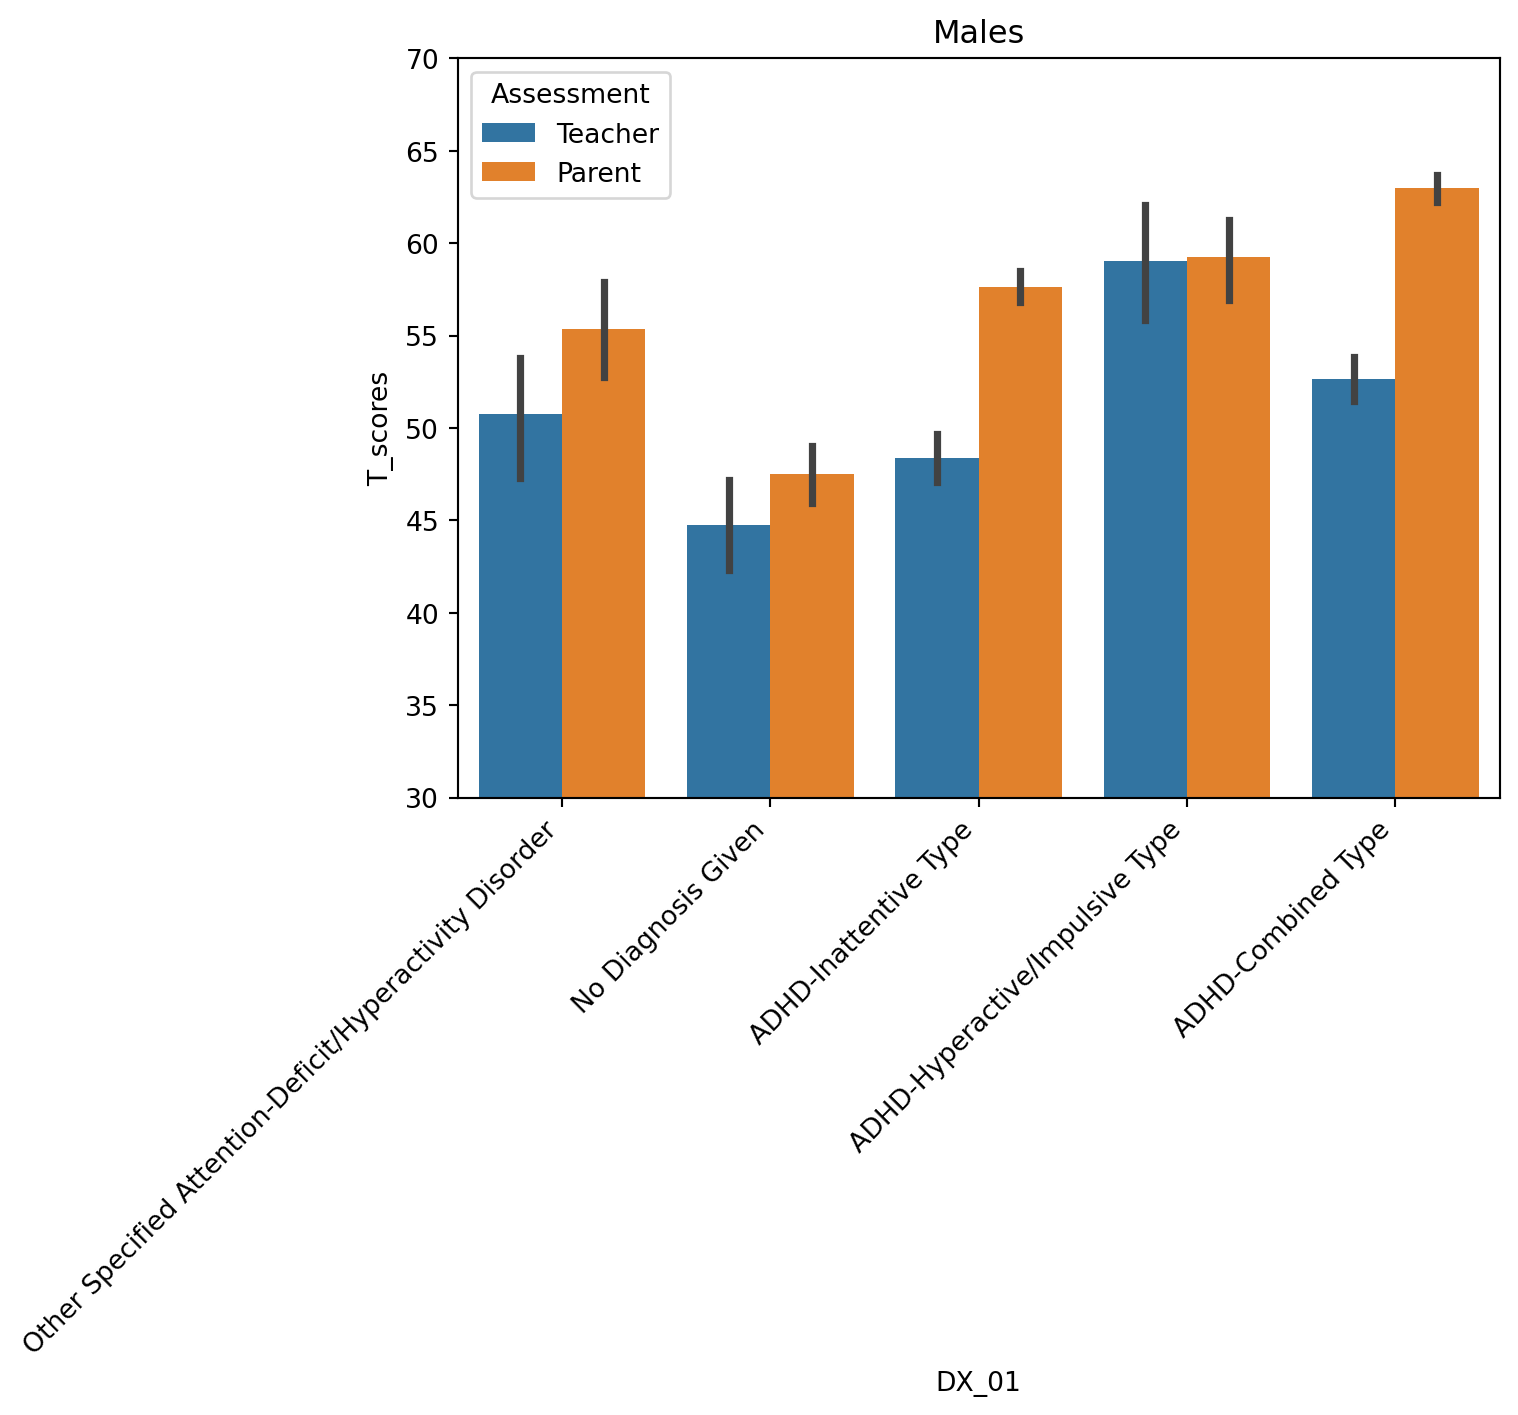 Males
70
65
60
55
50
45
40
35
30
T_scores
Assessment
Teacher
Parent
Other Specified Attention-Deficit/Hyperactivity Disorder
No Diagnosis Given
ADHD-Inattentive Type
ADHD-Hyperactive/Impulsive Type
ADHD-Combined Type
DX_01